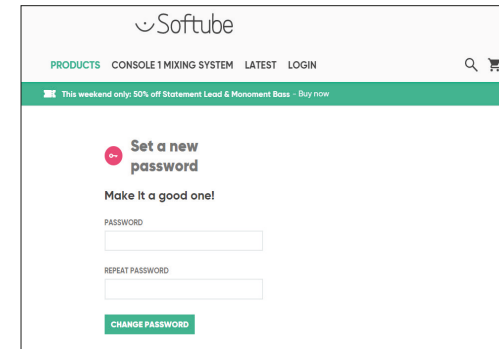 Softube
PRODUCTS CONSOLE 1 MIXING SYSTEM LATEST LOGIN
This weekend only: 50% off Statement Lead & Monoment Bass - Buy now
Set a new
password
Make it a good one!
PASSWORD
REPEAT PASSWORD
CHANGE PASSWORD